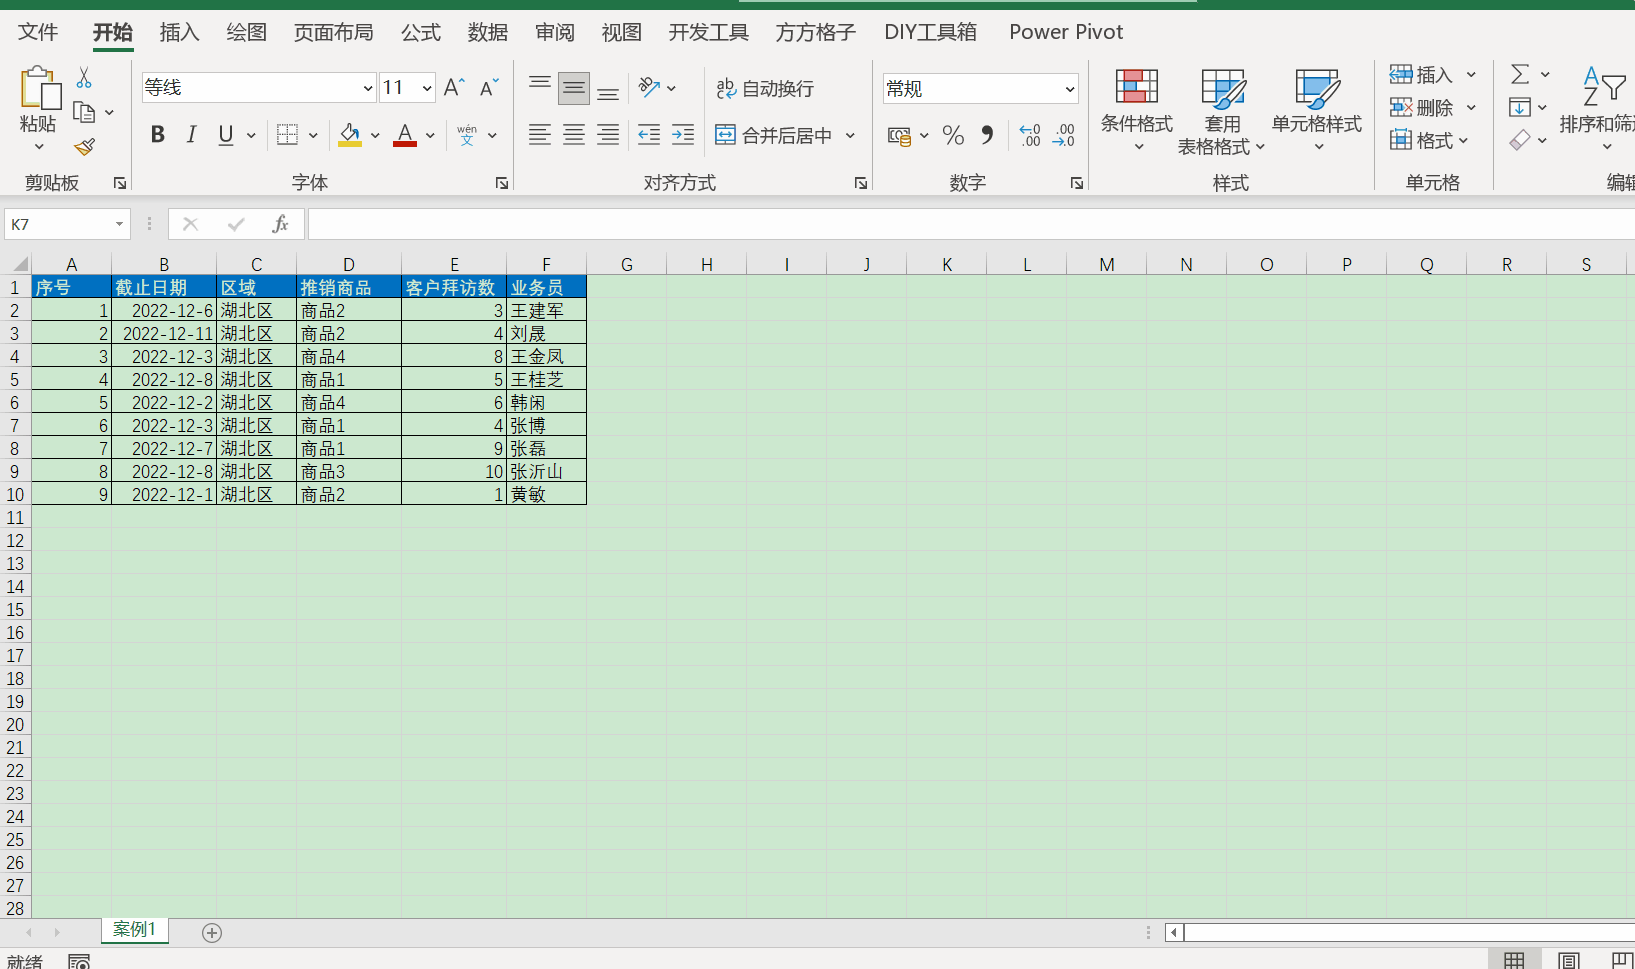 文件 开始 插入 绘图 页面布局 公式 数据 审阅 视图 开发工具 方方格子 DIY工具箱 Power Pivot
粘贴 等线 11 A A ab 自动换行 常规 条件格式 套用 表格格式 单元格样式 插入 删除 格式 排序和筛
B I U A wén 文 合并后居中 % .00
剪贴板 字体 对齐方式 数字 样式 单元格 编辑
K7 fx
A B C D E F G H I J K L M N O P Q R S
1 序号 截止日期 区域 推销商品 客户拜访数 业务员
2 1 2022-12-6 湖北区 商品2 3 王建军
3 2 2022-12-11 湖北区 商品2 4 刘晟
4 3 2022-12-3 湖北区 商品4 8 王金凤
5 4 2022-12-8 湖北区 商品1 5 王桂芝
6 5 2022-12-2 湖北区 商品4 6 韩闲
7 6 2022-12-3 湖北区 商品1 4 张博
8 7 2022-12-7 湖北区 商品1 9 张磊
9 8 2022-12-8 湖北区 商品3 10 张沂山
10 9 2022-12-1 湖北区 商品2 1 黄敏
11
12
13
14
15
16
17
18
19
20
21
22
23
24
25
26
27
28
案例1
就绪